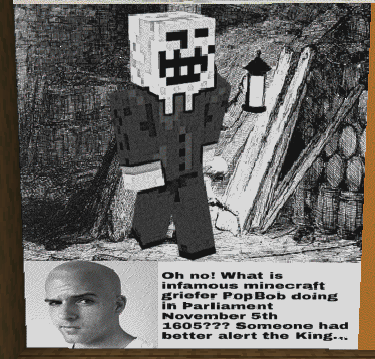 Oh no! What is
infamous minecraft
griefer PopBob doing
in Parliament
November 5th
1605??? Someone had
better alert the King...